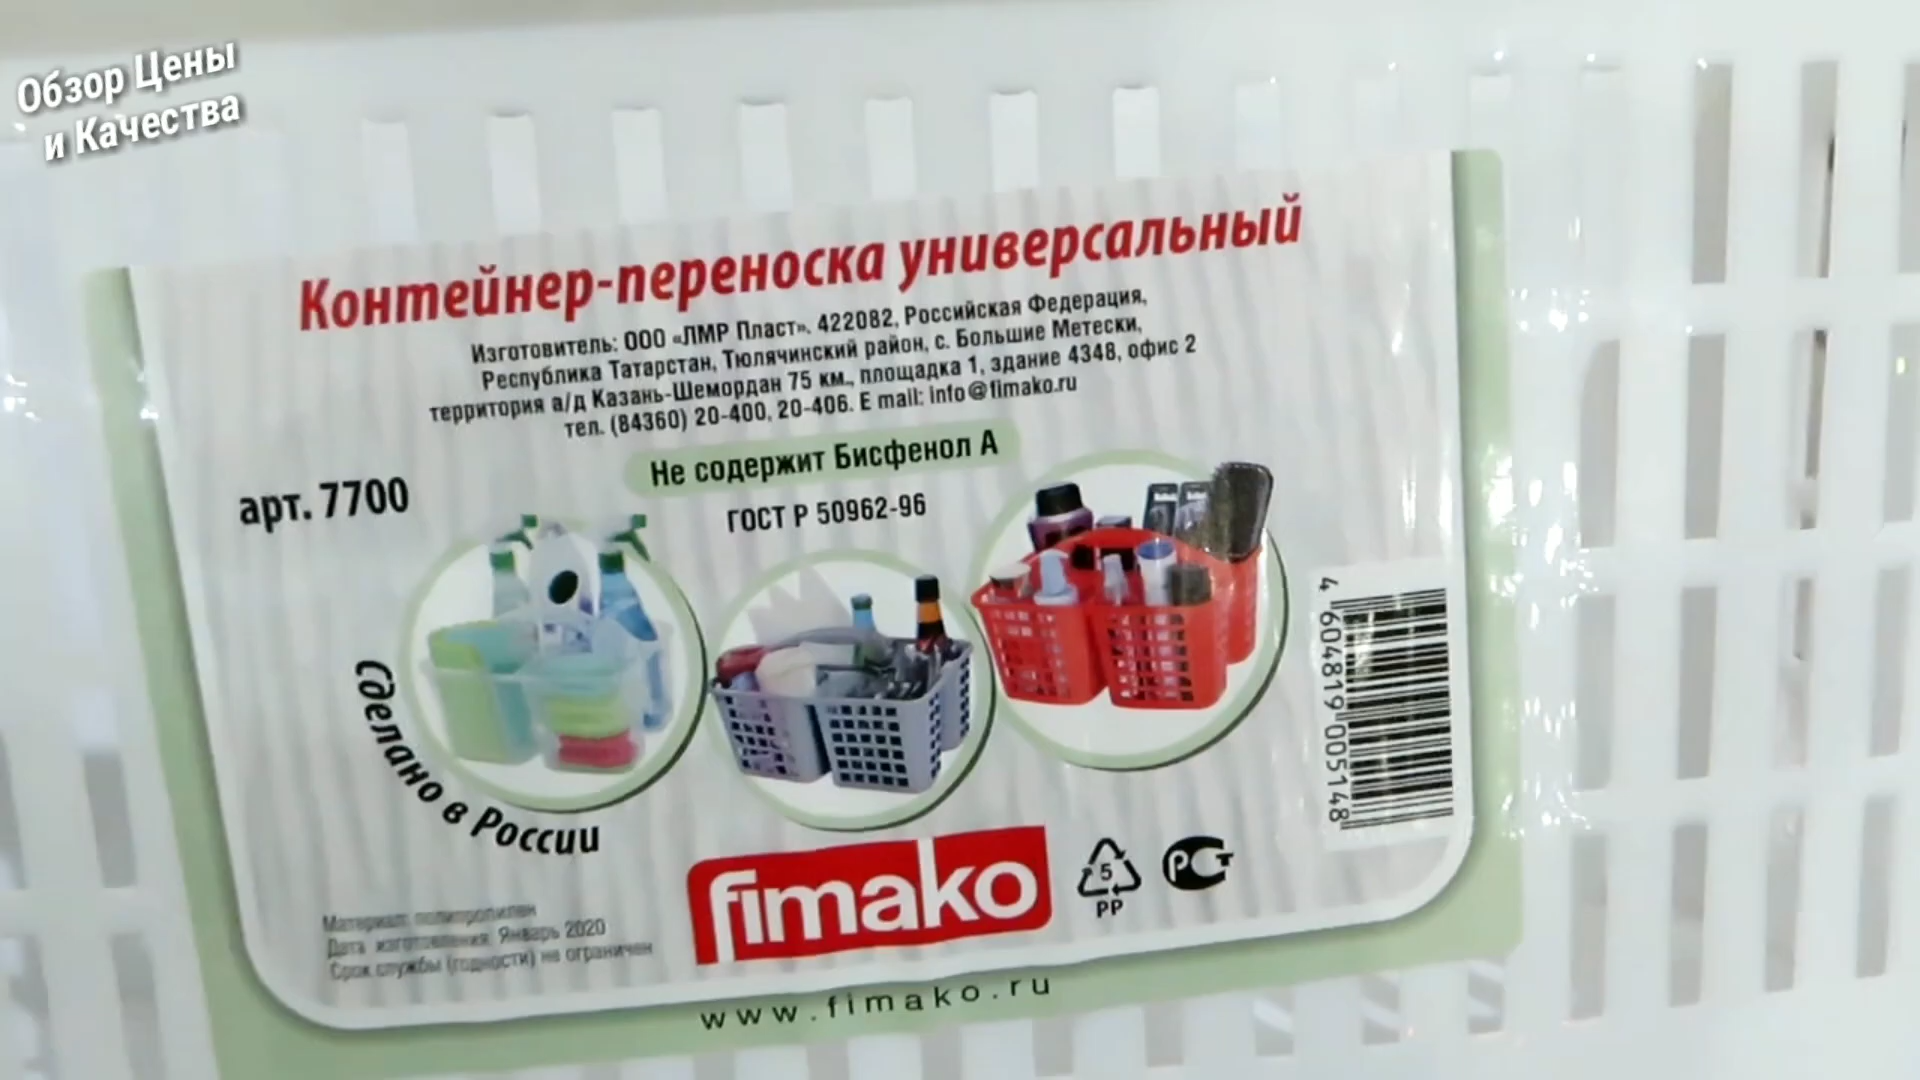 Обзор Цены
и Качества
Контейнер-переноска универсальный
Изготовитель: ООО «ЛМР Пласт». 422082, Российская Федерация,
Республика Татарстан, Тюлячинский район, с. Большие Метески,
территория а/д Казань-Шемордан 75 км., площадка 1, здание 4348, офис 2
тел. (84360) 20-400, 20-406. E mail: info@fimako.ru
Не содержит Бисфенол А
арт. 7700
ГОСТ Р 50962-96
Сделано в России
4 604819 005148
fimako
5
PP
РСТ
Материал: полипропилен
Дата изготовления: Январь 2020
Срок службы (годности) не ограничен
www.fimako.ru